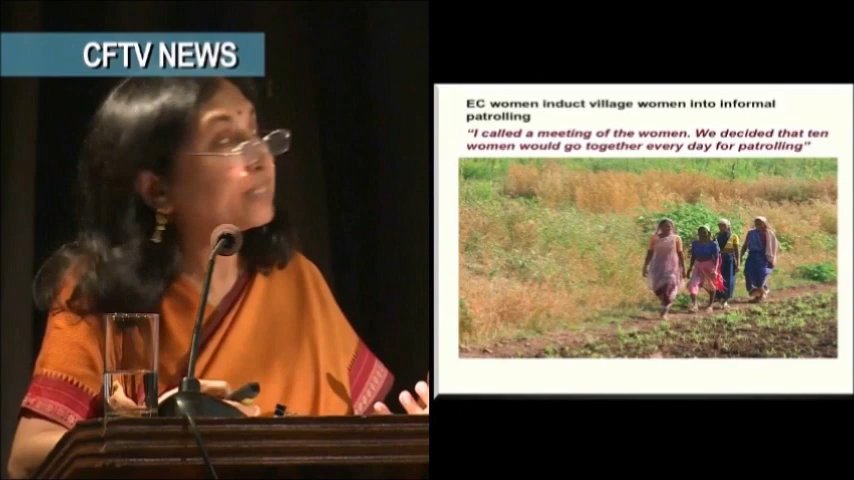 CFTV NEWS
EC women induct village women into informal
patrolling
"I called a meeting of the women. We decided that ten
women would go together every day for patrolling"